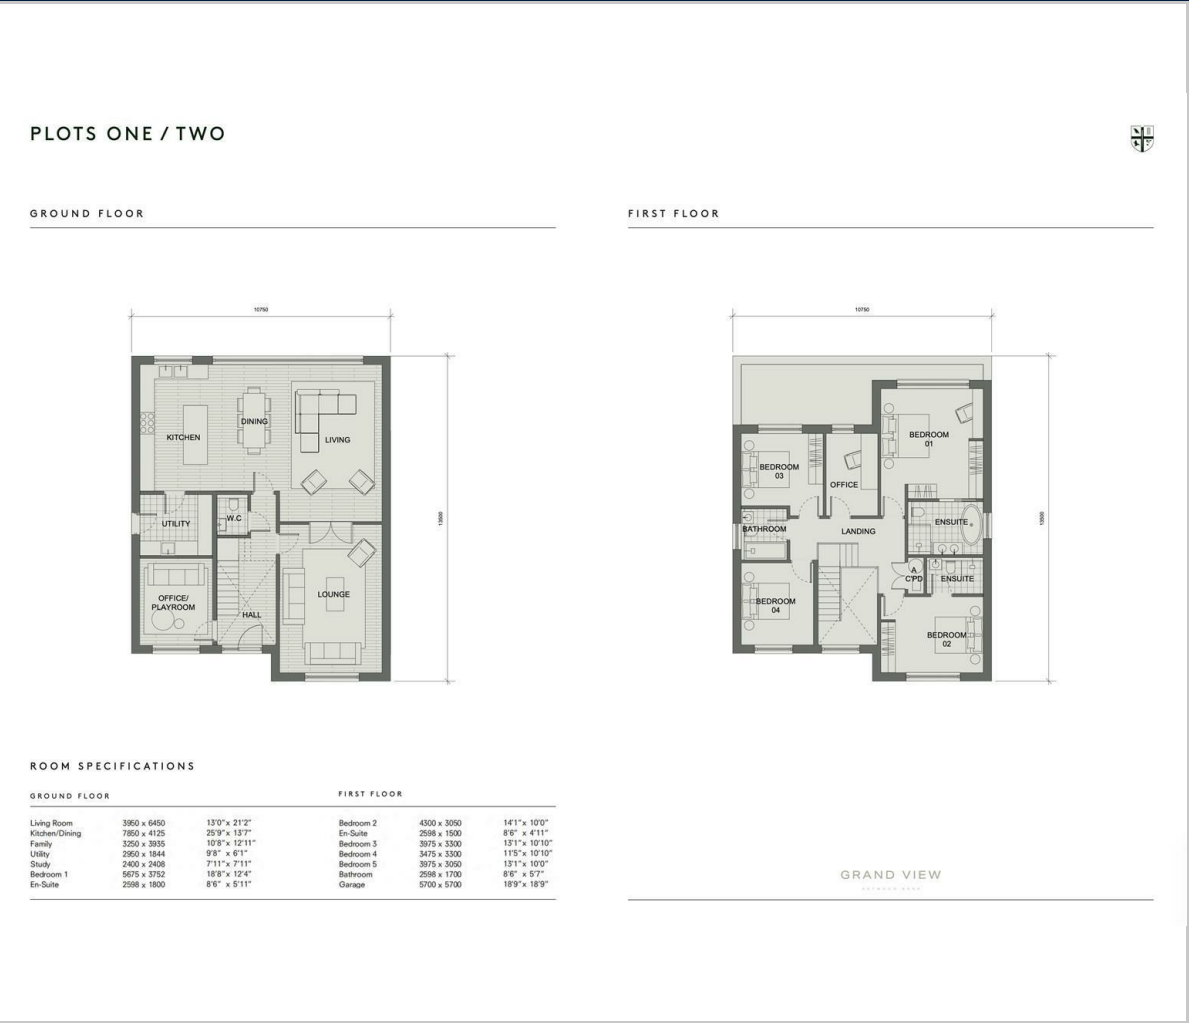 PLOTS ONE / TWO
GROUND FLOOR
10750
13500
KITCHEN
DINING
LIVING
UTILITY
W.C
OFFICE/
PLAYROOM
HALL
LOUNGE
FIRST FLOOR
10750
13500
BEDROOM
01
BEDROOM
03
OFFICE
BATHROOM
LANDING
ENSUITE
A
C'PD
ENSUITE
BEDROOM
04
BEDROOM
02
ROOM SPECIFICATIONS
GROUND FLOOR
Living Room 3950 x 6450 13'0" x 21'2"
Kitchen/Dining 7850 x 4125 25'9" x 13'7"
Family 3250 x 3935 10'8" x 12'11"
Utility 2950 x 1844 9'8" x 6'1"
Study 2400 x 2408 7'11" x 7'11"
Bedroom 1 5675 x 3752 18'8" x 12'4"
En-Suite 2598 x 1800 8'6" x 5'11"
FIRST FLOOR
Bedroom 2 4300 x 3050 14'1" x 10'0"
En-Suite 2598 x 1500 8'6" x 4'11"
Bedroom 3 3975 x 3300 13'1" x 10'10"
Bedroom 4 3475 x 3300 11'5" x 10'10"
Bedroom 5 3975 x 3050 13'1" x 10'0"
Bathroom 2598 x 1700 8'6" x 5'7"
Garage 5700 x 5700 18'9" x 18'9"
GRAND VIEW